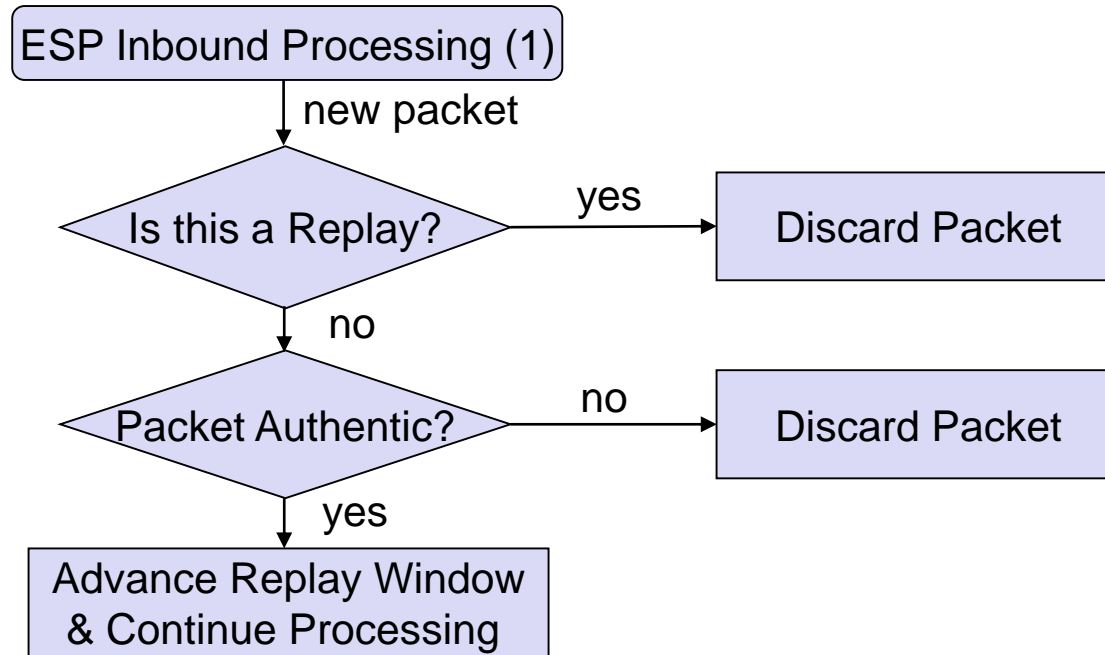 ESP Inbound Processing (1)
new packet
Is this a Replay?
yes
Discard Packet
no
Packet Authentic?
no
Discard Packet
yes
Advance Replay Window
& Continue Processing